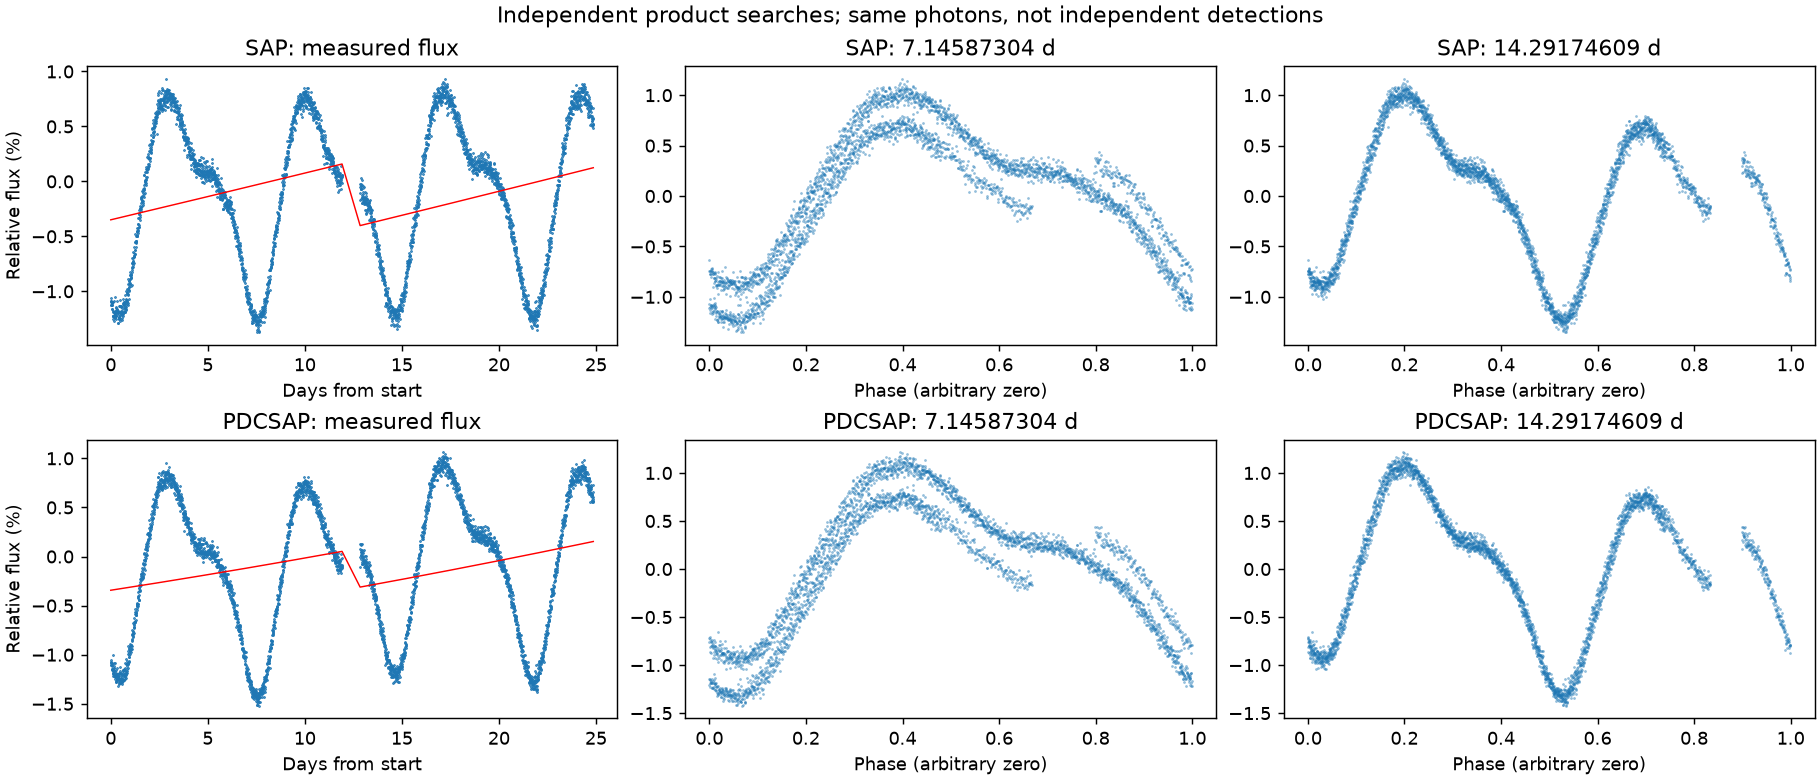 Independent product searches; same photons, not independent detections
SAP: measured flux
SAP: 7.14587304 d
SAP: 14.29174609 d
Relative flux (%)
1.0
0.5
0.0
−0.5
−1.0
0 5 10 15 20 25
Days from start
1.0
0.5
0.0
−0.5
−1.0
0.0 0.2 0.4 0.6 0.8 1.0
Phase (arbitrary zero)
1.0
0.5
0.0
−0.5
−1.0
0.0 0.2 0.4 0.6 0.8 1.0
Phase (arbitrary zero)
PDCSAP: measured flux
PDCSAP: 7.14587304 d
PDCSAP: 14.29174609 d
Relative flux (%)
1.0
0.5
0.0
−0.5
−1.0
−1.5
0 5 10 15 20 25
Days from start
1.0
0.5
0.0
−0.5
−1.0
−1.5
0.0 0.2 0.4 0.6 0.8 1.0
Phase (arbitrary zero)
1.0
0.5
0.0
−0.5
−1.0
−1.5
0.0 0.2 0.4 0.6 0.8 1.0
Phase (arbitrary zero)